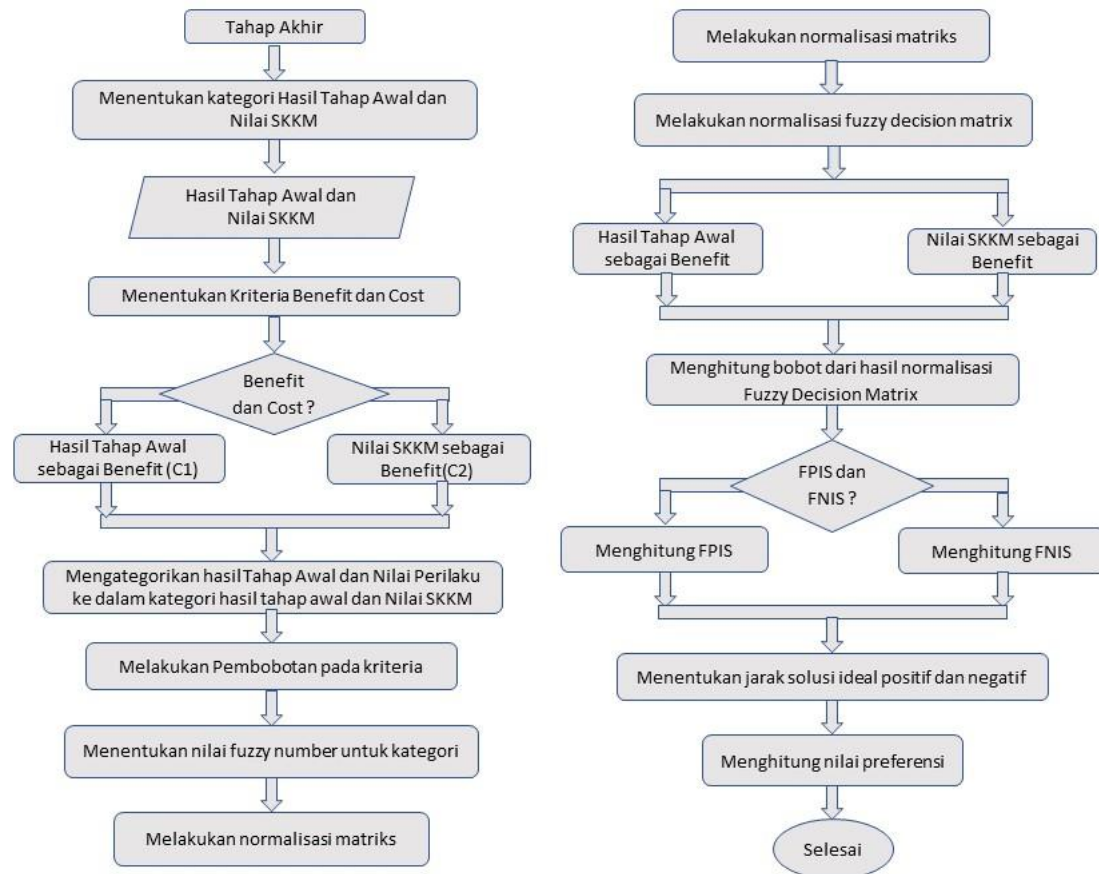 Tahap Akhir
Menentukan kategori Hasil Tahap Awal dan
Nilai SKKM
Hasil Tahap Awal dan
Nilai SKKM
Menentukan Kriteria Benefit dan Cost
Benefit
dan Cost ?
Hasil Tahap Awal
sebagai Benefit (C1)
Nilai SKKM sebagai
Benefit(C2)
Mengategorikan hasil Tahap Awal dan Nilai Perilaku
ke dalam kategori hasil tahap awal dan Nilai SKKM
Melakukan Pembobotan pada kriteria
Menentukan nilai fuzzy number untuk kategori
Melakukan normalisasi matriks
Melakukan normalisasi matriks
Melakukan normalisasi fuzzy decision matrix
Hasil Tahap Awal
sebagai Benefit
Nilai SKKM sebagai
Benefit
Menghitung bobot dari hasil normalisasi
Fuzzy Decision Matrix
FPIS dan
FNIS ?
Menghitung FPIS
Menghitung FNIS
Menentukan jarak solusi ideal positif dan negatif
Menghitung nilai preferensi
Selesai